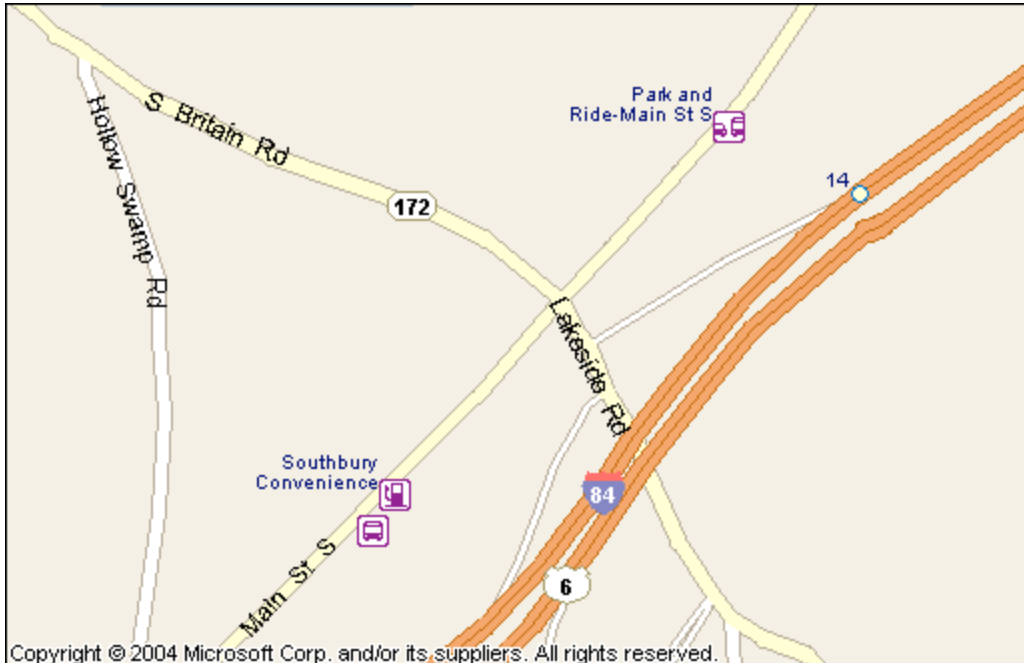 Park and
Ride-Main St S
S Britain Rd
Hollow Swamp Rd
172
14
Lakeside Rd
Southbury
Convenience
84
6
Main St S
Copyright © 2004 Microsoft Corp. and/or its suppliers. All rights reserved.